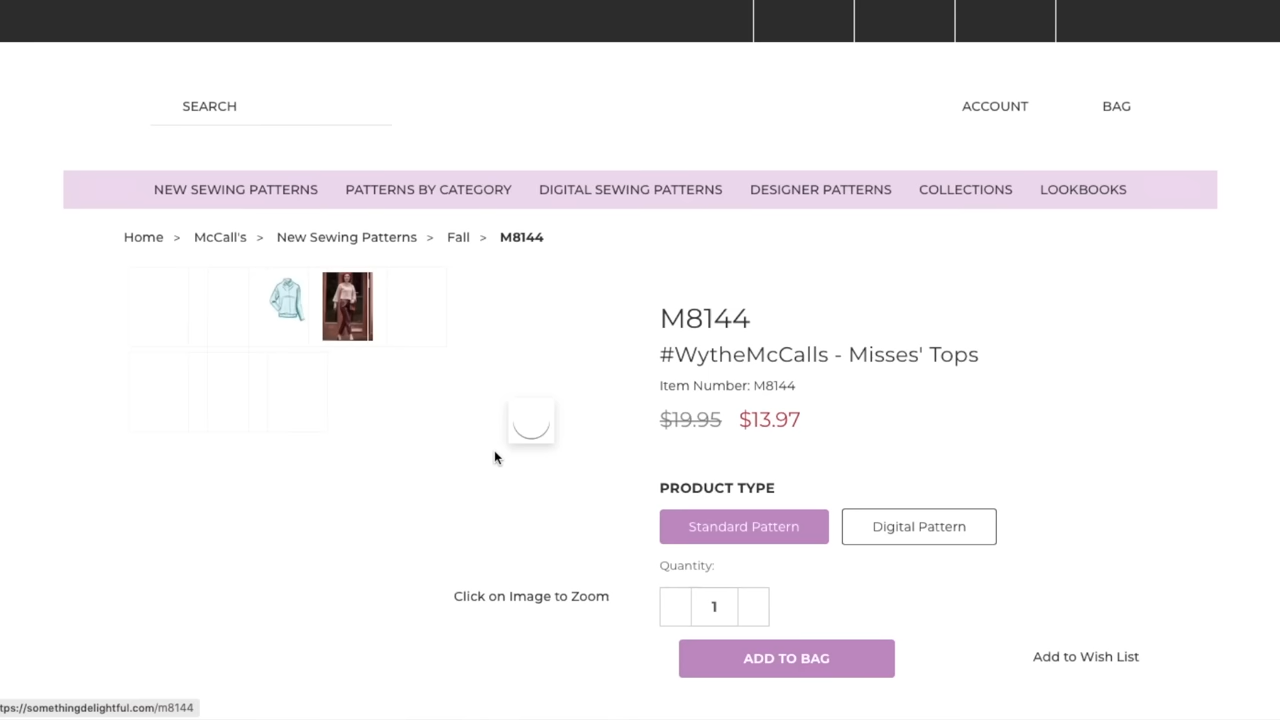 SEARCH
ACCOUNT
BAG
NEW SEWING PATTERNS PATTERNS BY CATEGORY DIGITAL SEWING PATTERNS DESIGNER PATTERNS COLLECTIONS LOOKBOOKS
Home > McCall's > New Sewing Patterns > Fall > M8144
M8144
#WytheMcCalls - Misses' Tops
Item Number: M8144
$19.95 $13.97
PRODUCT TYPE
Standard Pattern Digital Pattern
Quantity:
1
Click on Image to Zoom
ADD TO BAG
Add to Wish List
tps://somethingdelightful.com/m8144